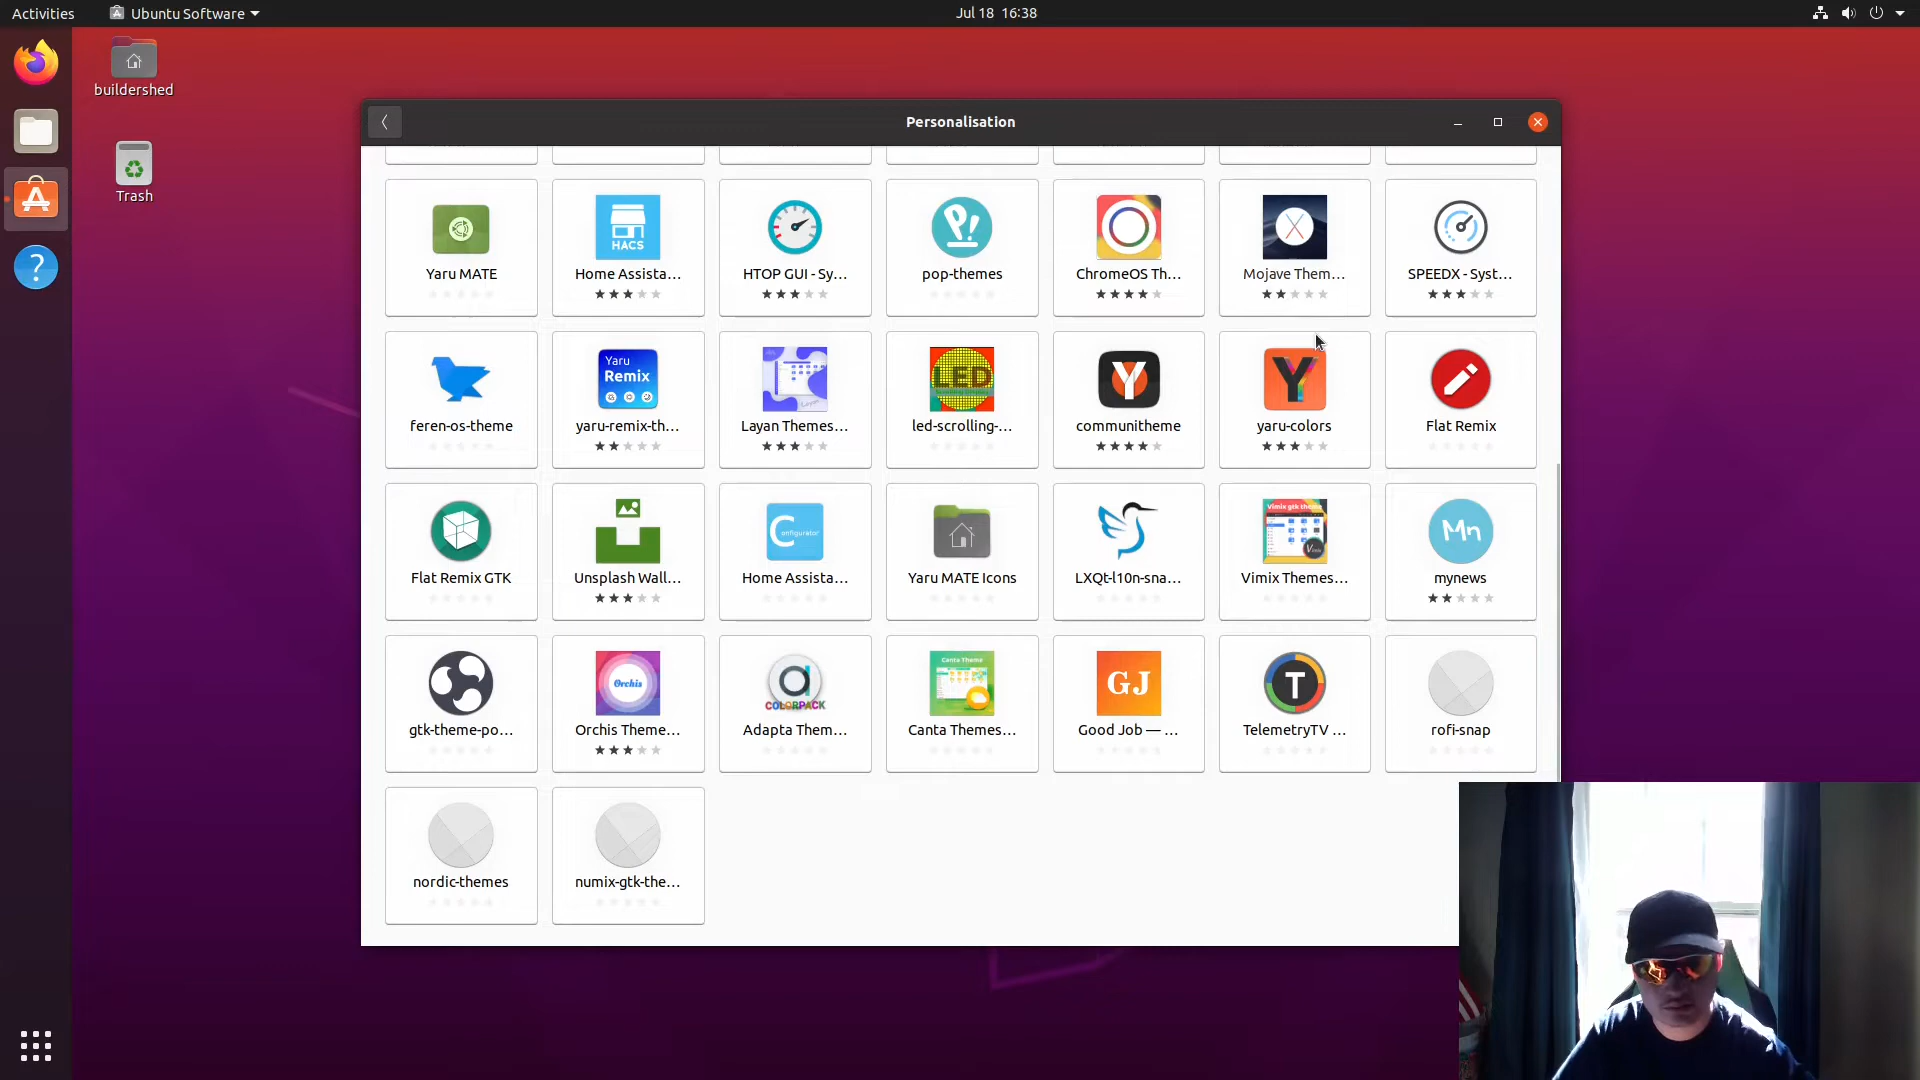 Activities
Ubuntu Software
Jul 18 16:38
buildershed
Trash
Personalisation
Yaru MATE
HACS
Home Assista...
HTOP GUI - Sy...
P!
pop-themes
ChromeOS Th...
X
Mojave Them...
SPEEDX - Syst...
feren-os-theme
Yaru
Remix
yaru-remix-th...
Layan Themes...
LED
led-scrolling-...
Y
communitheme
Y
yaru-colors
Flat Remix
Flat Remix GTK
Unsplash Wall...
Configurator
Home Assista...
Yaru MATE Icons
LXQt-l10n-sna...
Vimix gtk theme
Vimix Themes...
Mn
mynews
gtk-theme-po...
Orchis
Orchis Theme...
COLORPACK
Adapta Them...
Canta Theme
Canta Themes...
GJ
Good Job — ...
T
TelemetryTV ...
rofi-snap
nordic-themes
numix-gtk-the...
?